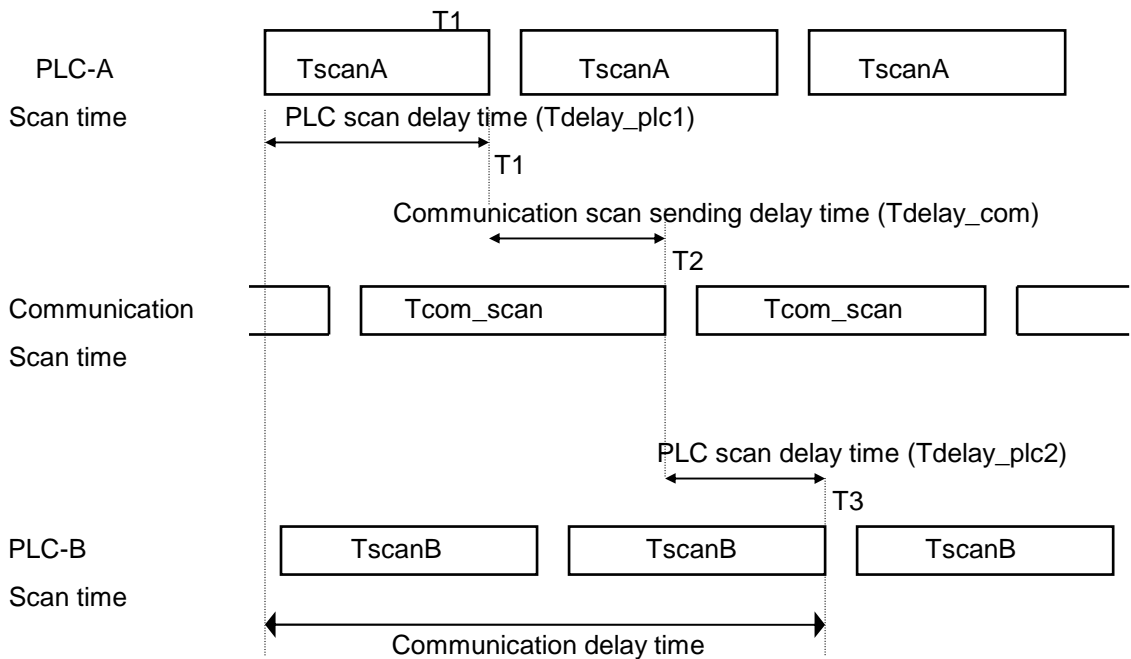 T1
PLC-A TscanA TscanA TscanA
Scan time PLC scan delay time (Tdelay_plc1)
T1
Communication scan sending delay time (Tdelay_com)
T2
Communication Tcom_scan Tcom_scan
Scan time
PLC scan delay time (Tdelay_plc2)
T3
PLC-B TscanB TscanB TscanB
Scan time
Communication delay time